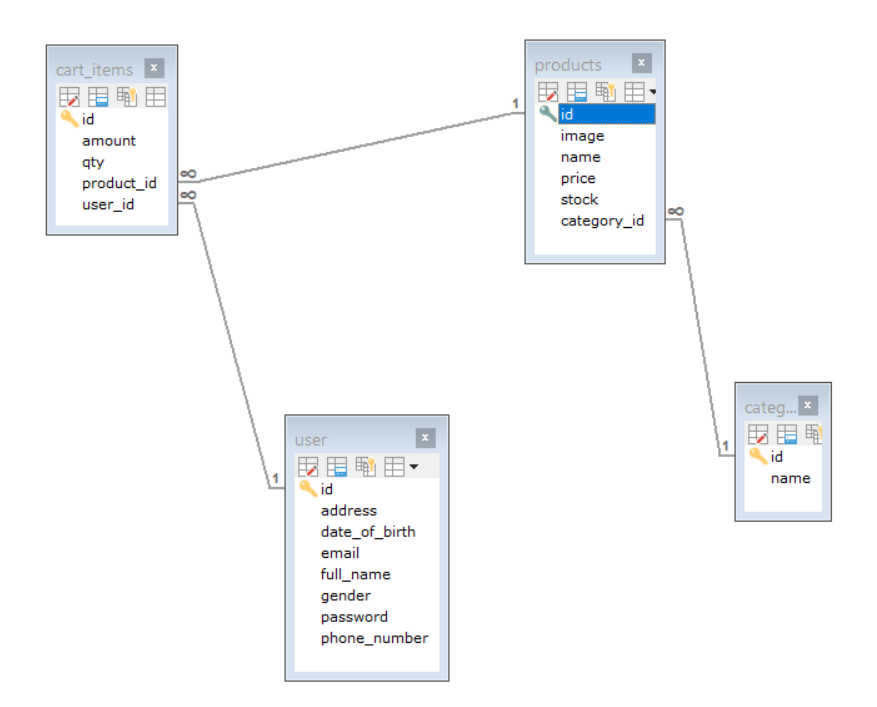 cart_items
id
amount
qty
product_id
user_id
∞
∞
products
id
image
name
price
stock
category_id
1
∞
user
id
address
date_of_birth
email
full_name
gender
password
phone_number
1
categ...
id
name
1